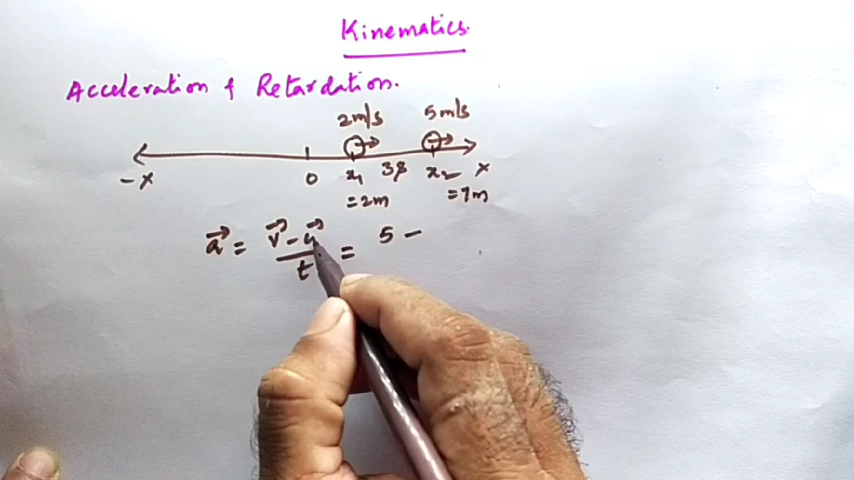 Kinematics.
Acceleration & Retardation.
2m/s 5m/s
-X 0 x₁ 3s x₂ X
=2m =7m
a⃗ = v⃗ - u⃗ / t = 5 -